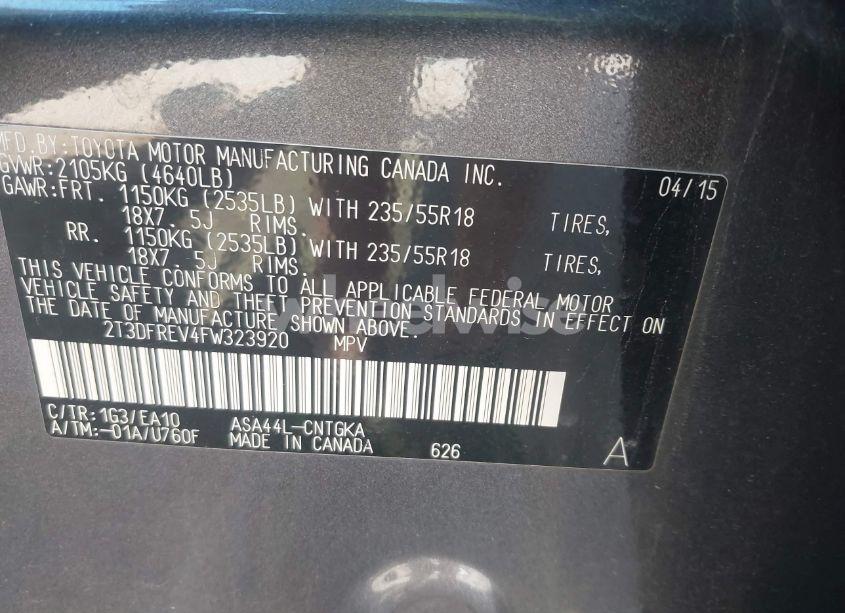 MFD.BY:TOYOTA MOTOR MANUFACTURING CANADA INC. 04/15
GVWR:2105KG (4640LB)
GAWR:FRT. 1150KG (2535LB) WITH 235/55R18 TIRES,
18X7. 5J RIMS.
RR. 1150KG (2535LB) WITH 235/55R18 TIRES,
18X7. 5J RIMS.
THIS VEHICLE CONFORMS TO ALL APPLICABLE FEDERAL MOTOR
VEHICLE SAFETY AND THEFT PREVENTION STANDARDS IN EFFECT ON
THE DATE OF MANUFACTURE SHOWN ABOVE.
2T3DFREV4FW323920 MPV
C/TR:1G3/EA10 ASA44L-CNTGKA
A/TM:-01A/U760F MADE IN CANADA 626 A
wheelwise